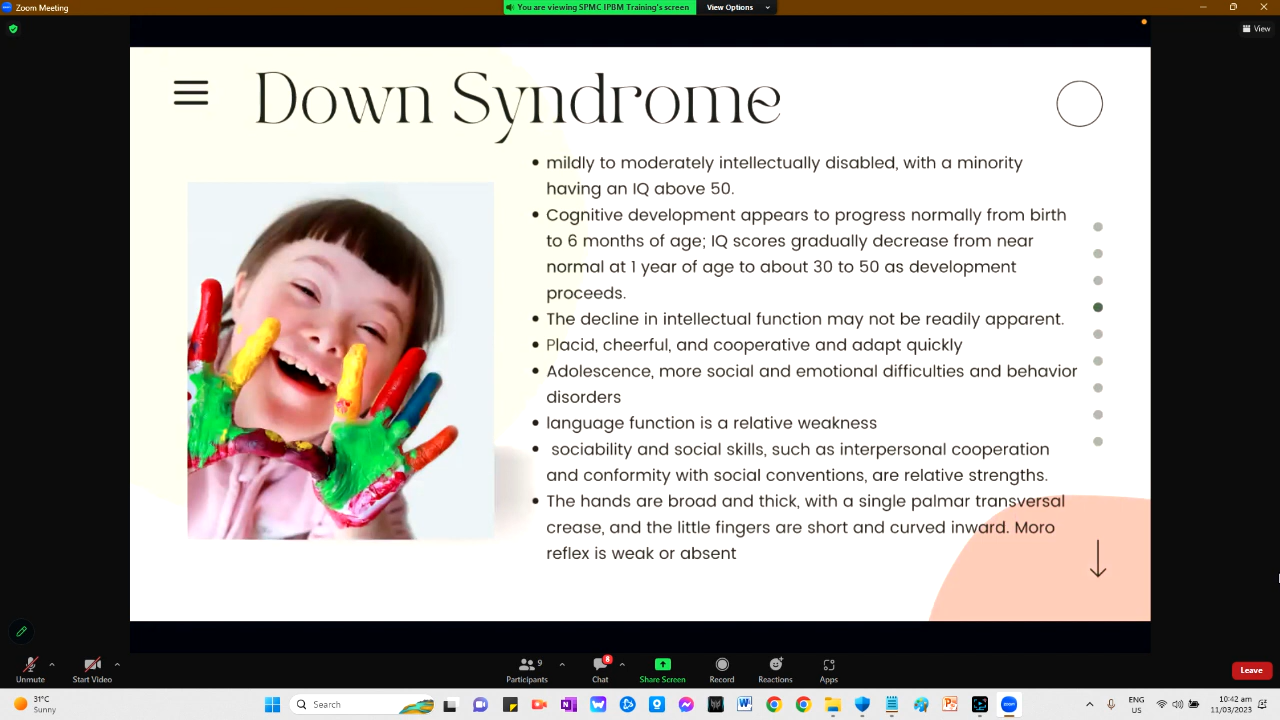 Zoom Meeting
You are viewing SPMC IPBM Training's screen
View Options
View
Down Syndrome
• mildly to moderately intellectually disabled, with a minority
having an IQ above 50.
• Cognitive development appears to progress normally from birth
to 6 months of age; IQ scores gradually decrease from near
normal at 1 year of age to about 30 to 50 as development
proceeds.
• The decline in intellectual function may not be readily apparent.
• Placid, cheerful, and cooperative and adapt quickly
• Adolescence, more social and emotional difficulties and behavior
disorders
• language function is a relative weakness
• sociability and social skills, such as interpersonal cooperation
and conformity with social conventions, are relative strengths.
• The hands are broad and thick, with a single palmar transversal
crease, and the little fingers are short and curved inward. Moro
reflex is weak or absent
Unmute
Start Video
9
Participants
8
Chat
Share Screen
Record
Reactions
Apps
Leave
31°C
Sunny
Search
ENG
US
10:42 am
11/03/2023